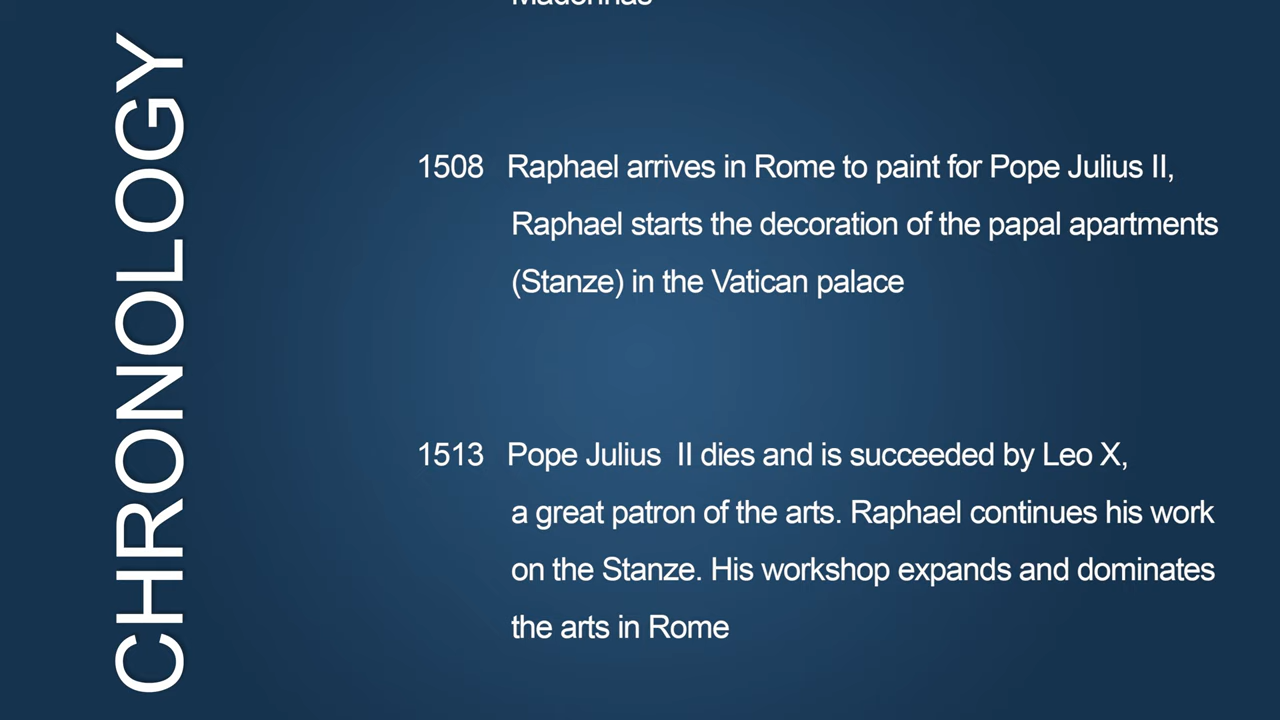 Madonnas
CHRONOLOGY
1508 Raphael arrives in Rome to paint for Pope Julius II,
Raphael starts the decoration of the papal apartments
(Stanze) in the Vatican palace
1513 Pope Julius II dies and is succeeded by Leo X,
a great patron of the arts. Raphael continues his work
on the Stanze. His workshop expands and dominates
the arts in Rome